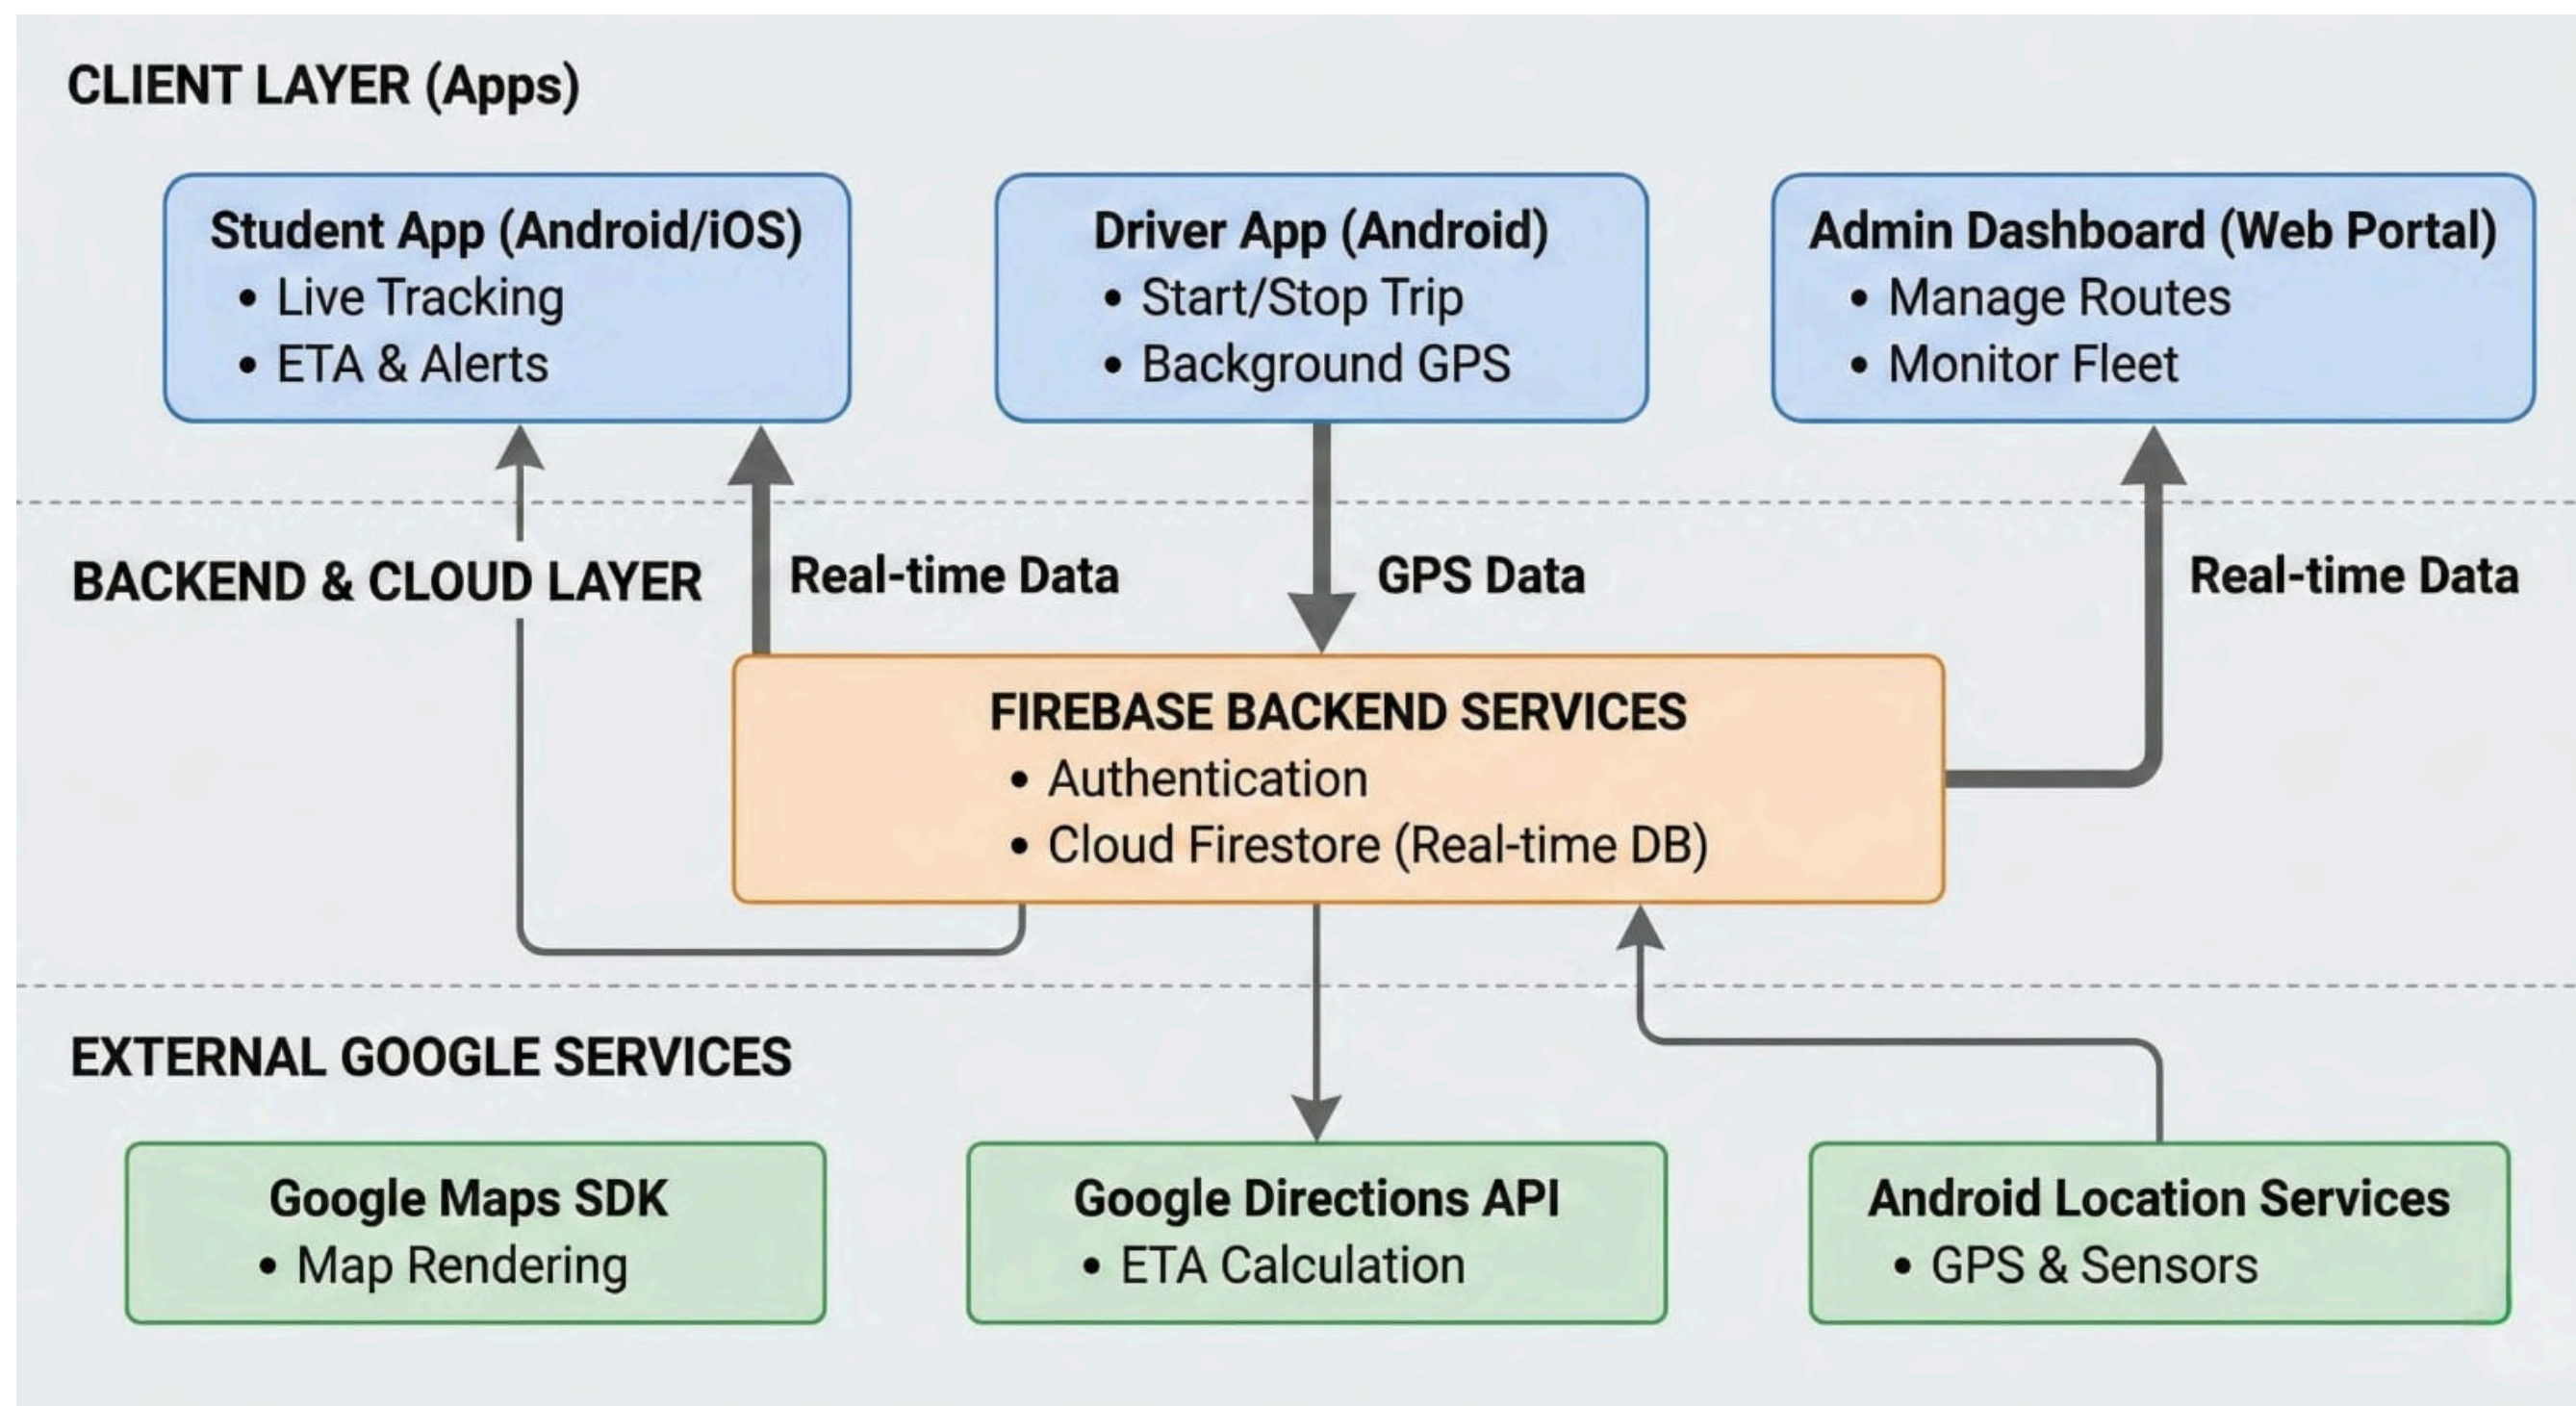 CLIENT LAYER (Apps)
Student App (Android/iOS)
• Live Tracking
• ETA & Alerts
Driver App (Android)
• Start/Stop Trip
• Background GPS
Admin Dashboard (Web Portal)
• Manage Routes
• Monitor Fleet
BACKEND & CLOUD LAYER
Real-time Data
GPS Data
Real-time Data
FIREBASE BACKEND SERVICES
• Authentication
• Cloud Firestore (Real-time DB)
EXTERNAL GOOGLE SERVICES
Google Maps SDK
• Map Rendering
Google Directions API
• ETA Calculation
Android Location Services
• GPS & Sensors